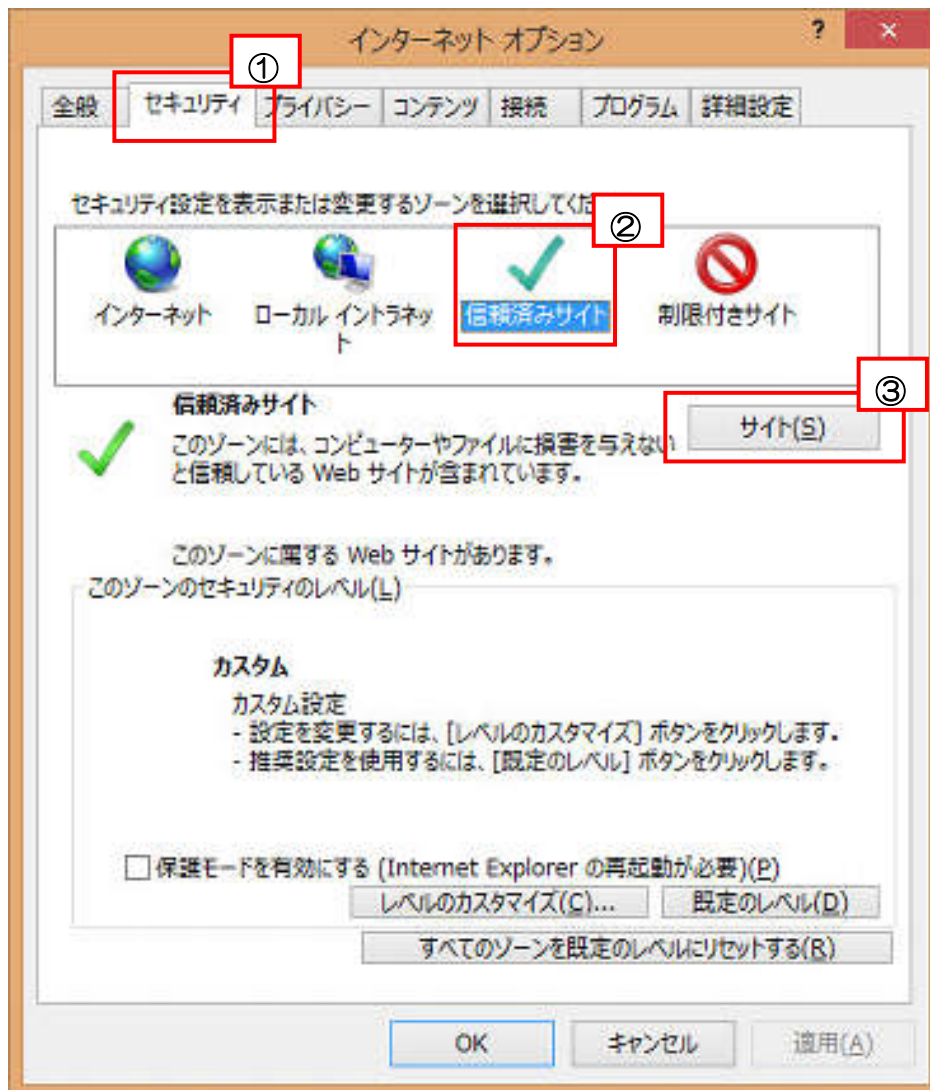 インターネット オプション
?
×
①
全般 セキュリティ プライバシー コンテンツ 接続 プログラム 詳細設定
セキュリティ設定を表示または変更するゾーンを選択してくだ
②
インターネット
ローカル イントラネッ
ト
信頼済みサイト
制限付きサイト
③
信頼済みサイト
サイト(S)
このゾーンには、コンピューターやファイルに損害を与えない
と信頼している Web サイトが含まれています。
このゾーンに属する Web サイトがあります。
このゾーンのセキュリティのレベル(L)
カスタム
カスタム設定
- 設定を変更するには、[レベルのカスタマイズ] ボタンをクリックします。
- 推奨設定を使用するには、[既定のレベル] ボタンをクリックします。
保護モードを有効にする (Internet Explorer の再起動が必要)(P)
レベルのカスタマイズ(C)... 既定のレベル(D)
すべてのゾーンを既定のレベルにリセットする(R)
OK キャンセル 適用(A)